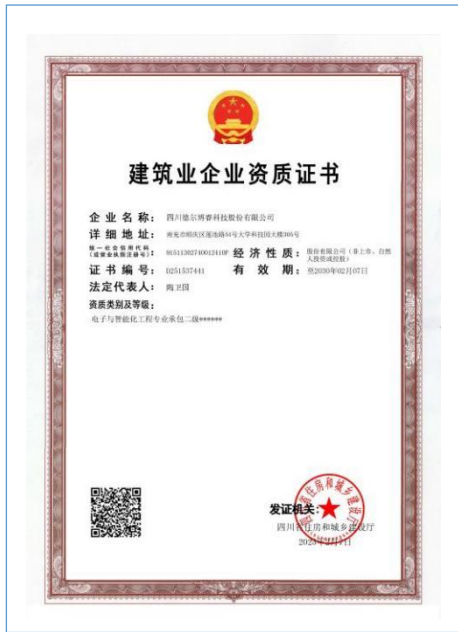 建筑业企业资质证书
企业名称： 四川德尔博睿科技股份有限公司
详细地址： 南充市顺庆区莲池路54号大学科技园大楼305号
统一社会信用代码
（或营业执照注册号）： 经济性质： 股份有限公司（非上市、自然
人投资或控股）
证书编号： D251537441 有效期： 至2030年02月07日
法定代表人： 陶卫国
资质类别及等级：
电子与智能化工程专业承包二级******
发证机关：
四川省住房和城乡建设厅